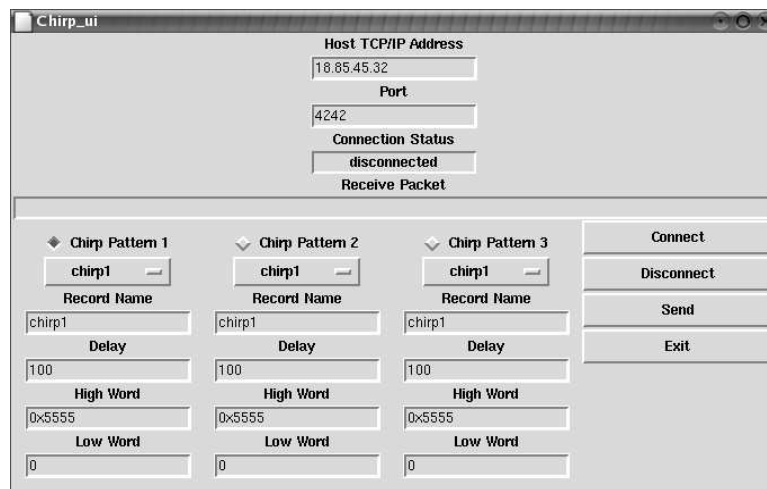 Chirp_ui
Host TCP/IP Address
18.85.45.32
Port
4242
Connection Status
disconnected
Receive Packet
Chirp Pattern 1 Chirp Pattern 2 Chirp Pattern 3
chirp1 chirp1 chirp1
Record Name Record Name Record Name
chirp1 chirp1 chirp1
Delay Delay Delay
100 100 100
High Word High Word High Word
0x5555 0x5555 0x5555
Low Word Low Word Low Word
0 0 0
Connect
Disconnect
Send
Exit